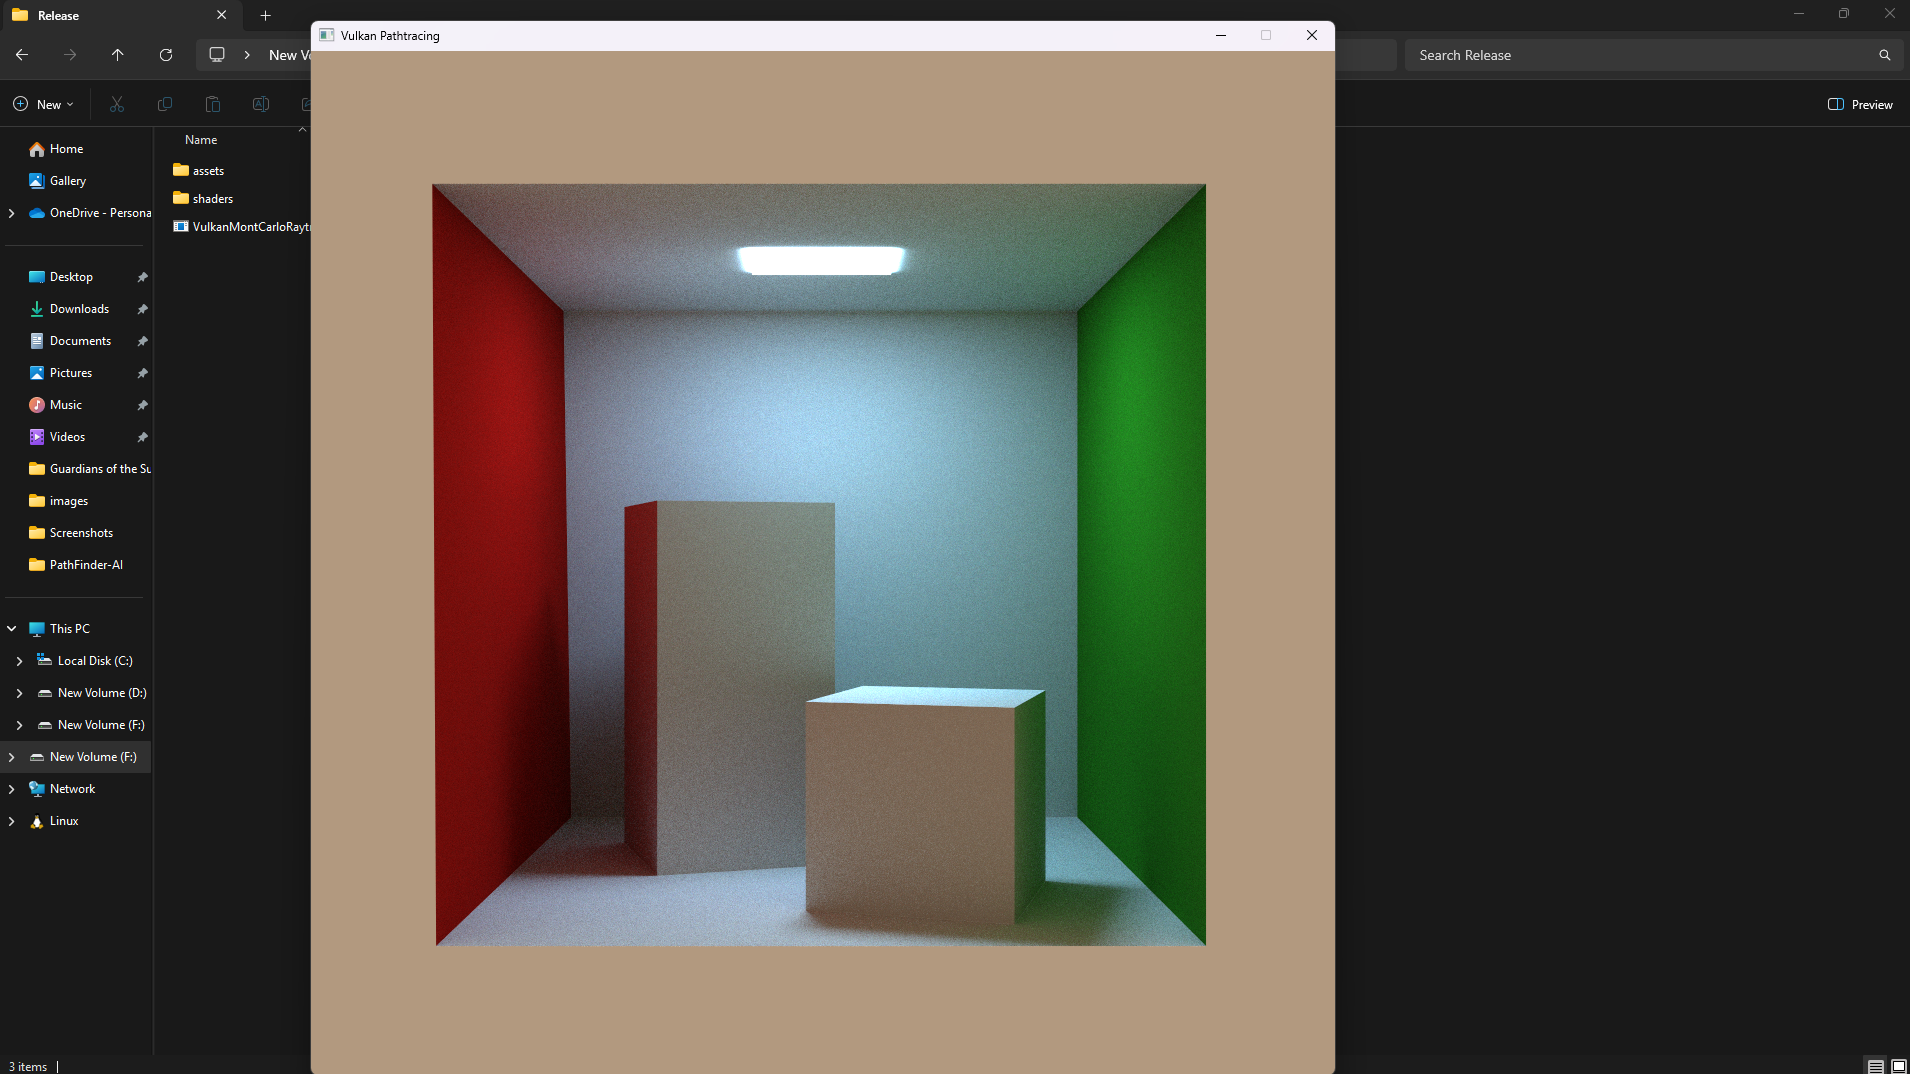 Release
Vulkan Pathtracing
New Vo
Search Release
New
Preview
Name
Home
assets
Gallery
shaders
OneDrive - Persona
VulkanMontCarloRaytr
Desktop
Downloads
Documents
Pictures
Music
Videos
Guardians of the Su
images
Screenshots
PathFinder-AI
This PC
Local Disk (C:)
New Volume (D:)
New Volume (F:)
New Volume (F:)
Network
Linux
3 items